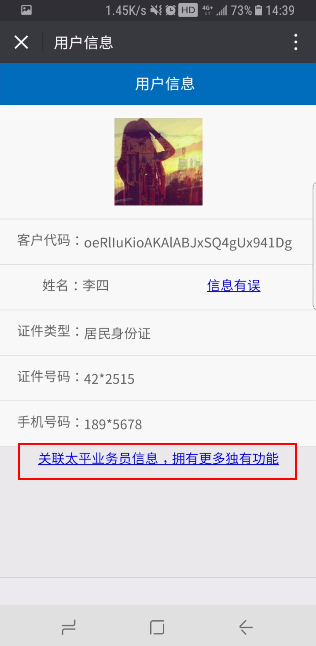 1.45K/s HD 4G 73% 14:39
用户信息
用户信息
客户代码：oeRlIuKioAKAlABJxSQ4gUx941Dg
姓名：李四 信息有误
证件类型：居民身份证
证件号码：42*2515
手机号码：189*5678
关联太平业务员信息，拥有更多独有功能